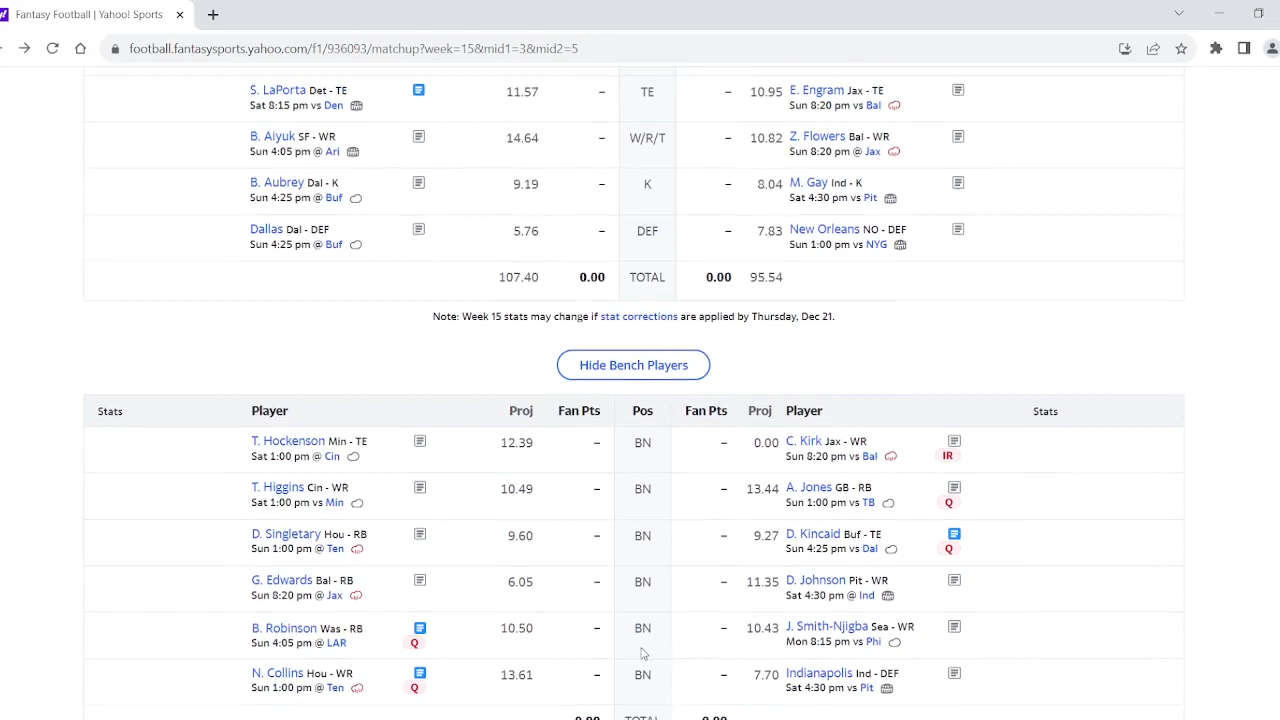 Fantasy Football | Yahoo! Sports
football.fantasysports.yahoo.com/f1/936093/matchup?week=15&mid1=3&mid2=5
S. LaPorta Det - TE 11.57 – TE – 10.95 E. Engram Jax - TE
Sat 8:15 pm vs Den Sun 8:20 pm vs Bal
B. Aiyuk SF - WR 14.64 – W/R/T – 10.82 Z. Flowers Bal - WR
Sun 4:05 pm @ Ari Sun 8:20 pm @ Jax
B. Aubrey Dal - K 9.19 – K – 8.04 M. Gay Ind - K
Sun 4:25 pm @ Buf Sat 4:30 pm vs Pit
Dallas Dal - DEF 5.76 – DEF – 7.83 New Orleans NO - DEF
Sun 4:25 pm @ Buf Sun 1:00 pm vs NYG
107.40 0.00 TOTAL 0.00 95.54
Note: Week 15 stats may change if stat corrections are applied by Thursday, Dec 21.
Hide Bench Players
Stats Player Proj Fan Pts Pos Fan Pts Proj Player Stats
T. Hockenson Min - TE 12.39 – BN – 0.00 C. Kirk Jax - WR
Sat 1:00 pm @ Cin Sun 8:20 pm vs Bal IR
T. Higgins Cin - WR 10.49 – BN – 13.44 A. Jones GB - RB
Sat 1:00 pm vs Min Sun 1:00 pm vs TB Q
D. Singletary Hou - RB 9.60 – BN – 9.27 D. Kincaid Buf - TE
Sun 1:00 pm @ Ten Sun 4:25 pm vs Dal Q
G. Edwards Bal - RB 6.05 – BN – 11.35 D. Johnson Pit - WR
Sun 8:20 pm @ Jax Sat 4:30 pm @ Ind
B. Robinson Was - RB 10.50 – BN – 10.43 J. Smith-Njigba Sea - WR
Sun 4:05 pm @ LAR Q Mon 8:15 pm vs Phi
N. Collins Hou - WR 13.61 – BN – 7.70 Indianapolis Ind - DEF
Sun 1:00 pm @ Ten Q Sat 4:30 pm vs Pit
0.00 TOTAL 0.00